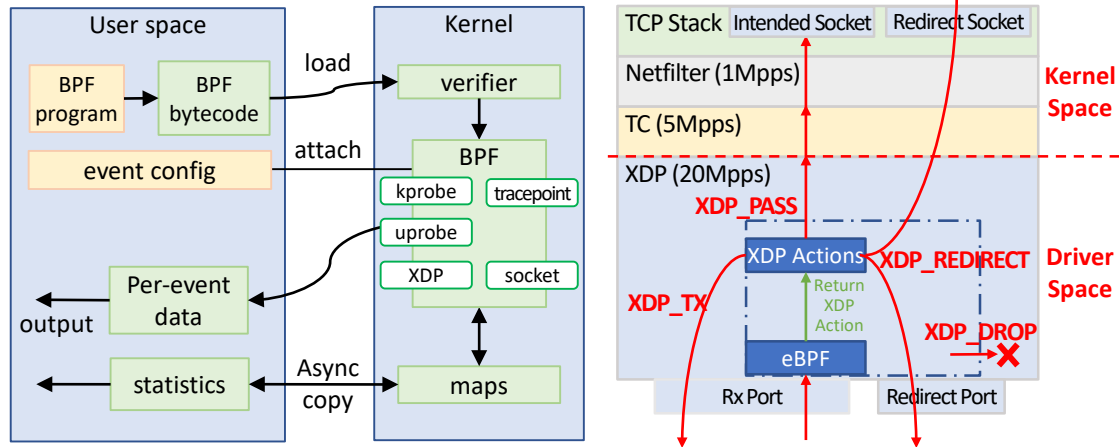 User space
Kernel
BPF
program
BPF
bytecode
load
verifier
event config
attach
BPF
kprobe
tracepoint
uprobe
XDP
socket
Per-event
data
output
statistics
Async
copy
maps
TCP Stack
Intended Socket
Redirect Socket
Netfilter (1Mpps)
TC (5Mpps)
Kernel
Space
XDP (20Mpps)
XDP_PASS
XDP Actions
XDP_REDIRECT
Driver
Space
XDP_TX
Return
XDP
Action
XDP_DROP
eBPF
Rx Port
Redirect Port